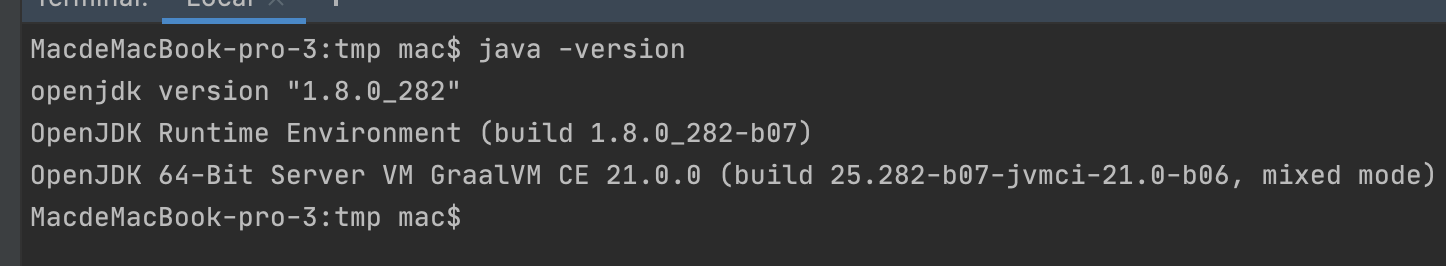 Terminal: Local ×
MacdeMacBook-pro-3:tmp mac$ java -version
openjdk version "1.8.0_282"
OpenJDK Runtime Environment (build 1.8.0_282-b07)
OpenJDK 64-Bit Server VM GraalVM CE 21.0.0 (build 25.282-b07-jvmci-21.0-b06, mixed mode)
MacdeMacBook-pro-3:tmp mac$